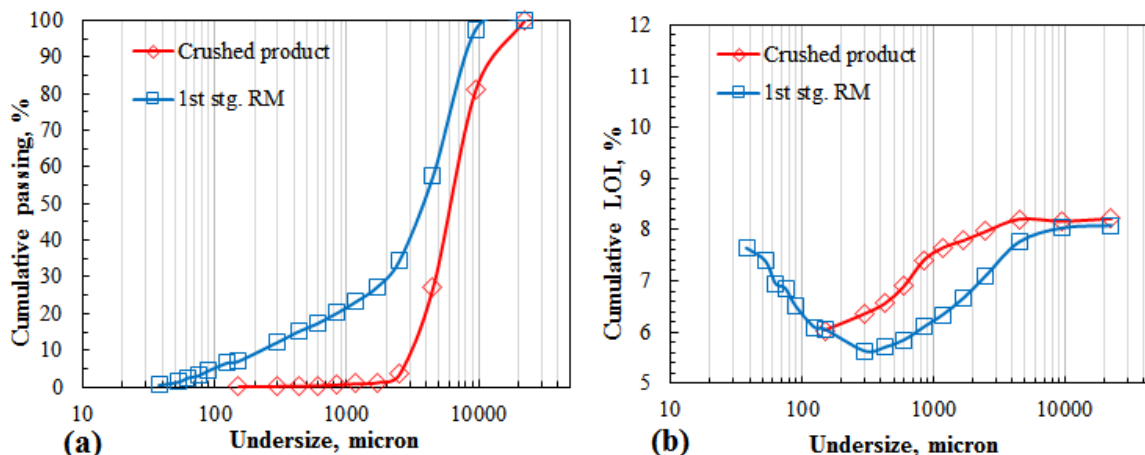 100
90
80
70
60
50
40
30
20
10
0
Cumulative passing, %
Crushed product
1st stg. RM
10
100
1000
10000
Undersize, micron
(a)
12
11
10
9
8
7
6
5
Cumulative LOI, %
Crushed product
1st stg. RM
10
100
1000
10000
Undersize, micron
(b)